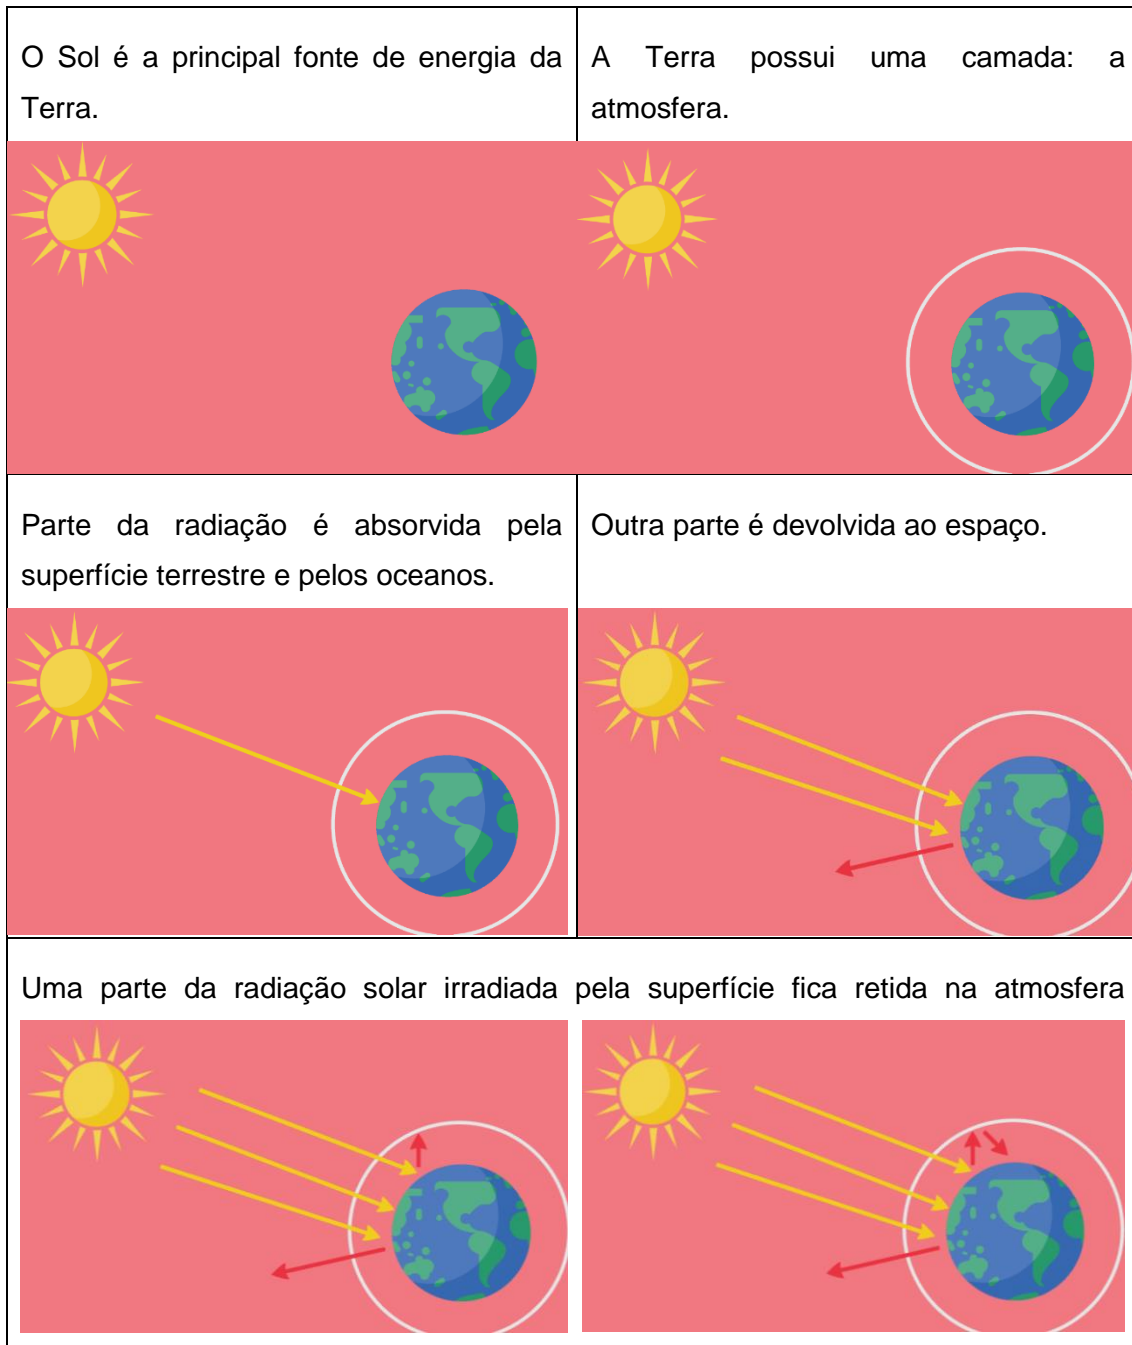 O Sol é a principal fonte de energia da
Terra.
A Terra possui uma camada: a
atmosfera.
Parte da radiação é absorvida pela
superfície terrestre e pelos oceanos.
Outra parte é devolvida ao espaço.
Uma parte da radiação solar irradiada pela superfície fica retida na atmosfera